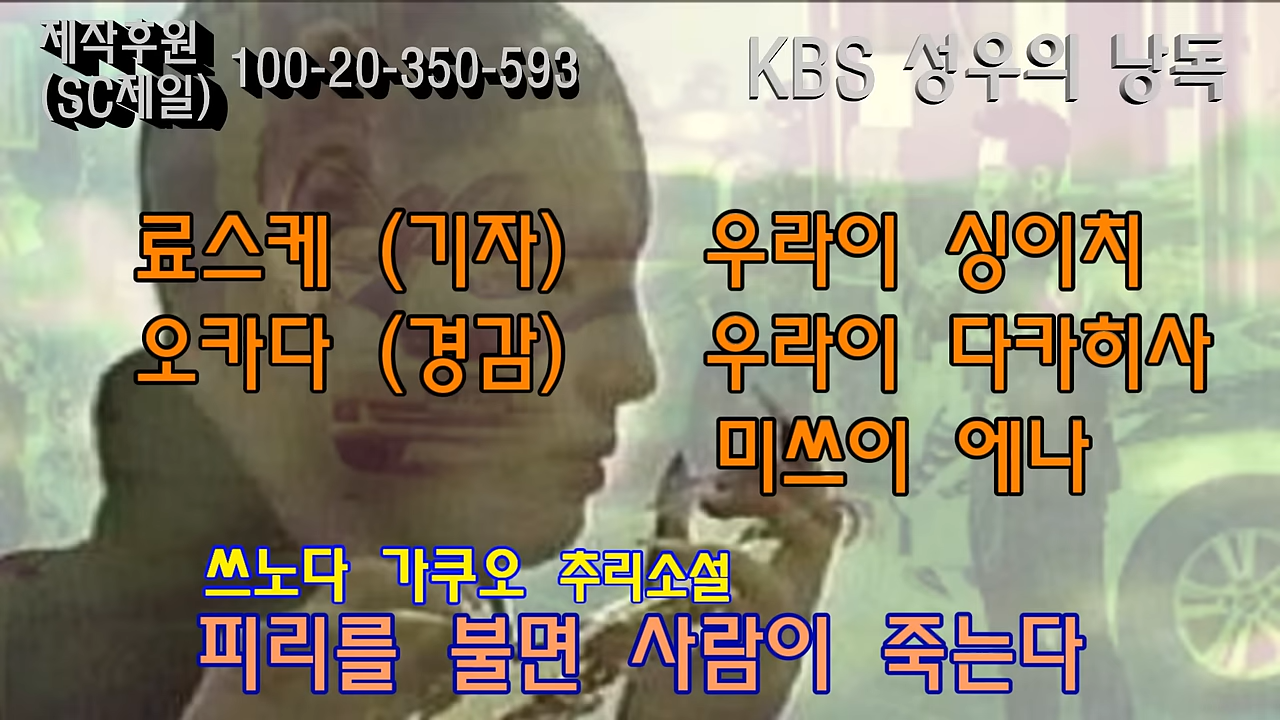 제작후원
(SC제일)
100-20-350-593
KBS 성우의 낭독
료스케 (기자)
우라이 싱이치
오카다 (경감)
우라이 다카히사
미쓰이 에나
쓰노다 가쿠오 추리소설
피리를 불면 사람이 죽는다